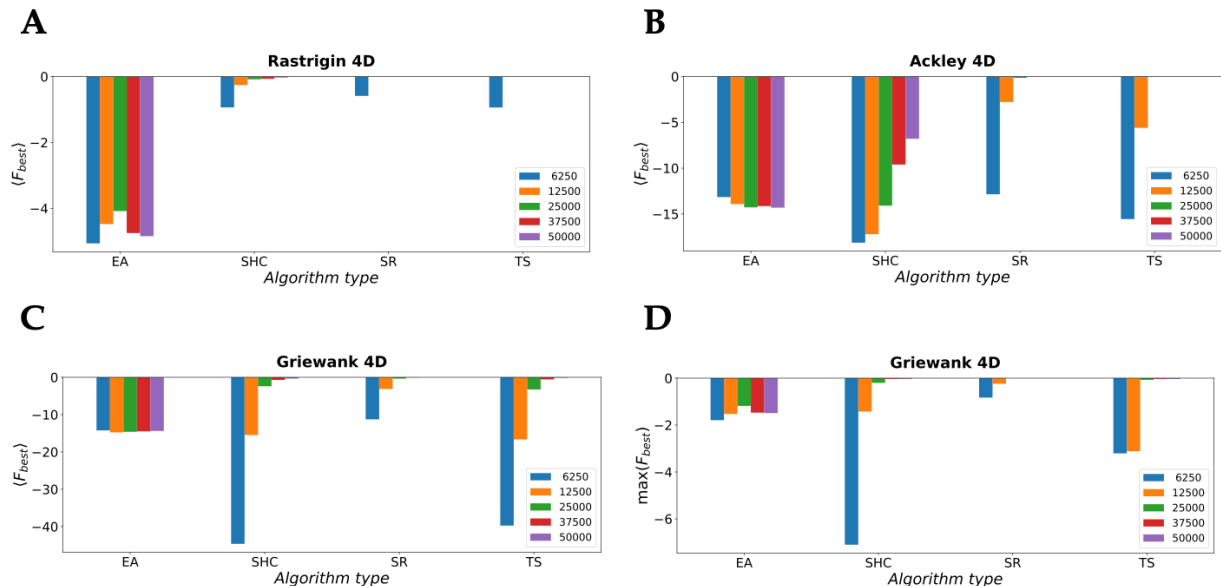 A
Rastrigin 4D
0
−2
−4
⟨F_best⟩
6250
12500
25000
37500
50000
EA SHC SR TS
Algorithm type
B
Ackley 4D
0
−5
−10
−15
⟨F_best⟩
6250
12500
25000
37500
50000
EA SHC SR TS
Algorithm type
C
Griewank 4D
0
−10
−20
−30
−40
⟨F_best⟩
6250
12500
25000
37500
50000
EA SHC SR TS
Algorithm type
D
Griewank 4D
0
−2
−4
−6
max(F_best)
6250
12500
25000
37500
50000
EA SHC SR TS
Algorithm type